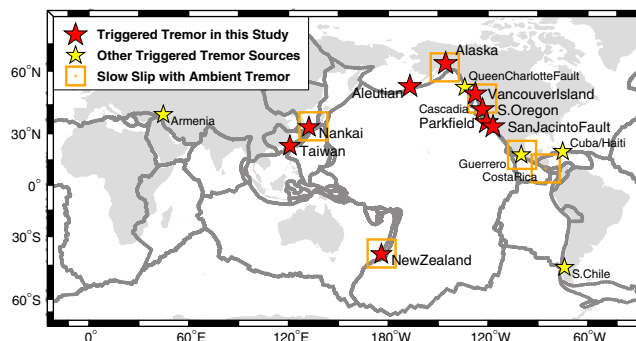 Triggered Tremor in this Study
Other Triggered Tremor Sources
Slow Slip with Ambient Tremor
Alaska
60°N
Aleutian
QueenCharlotteFault
VancouverIsland
Cascadia
S.Oregon
Armenia
Parkfield
SanJacintoFault
30°N
Nankai
Taiwan
Cuba/Haiti
Guerrero
CostaRica
0°
30°S
NewZealand
S.Chile
60°S
0°
60°E
120°E
180°W
120°W
60°W